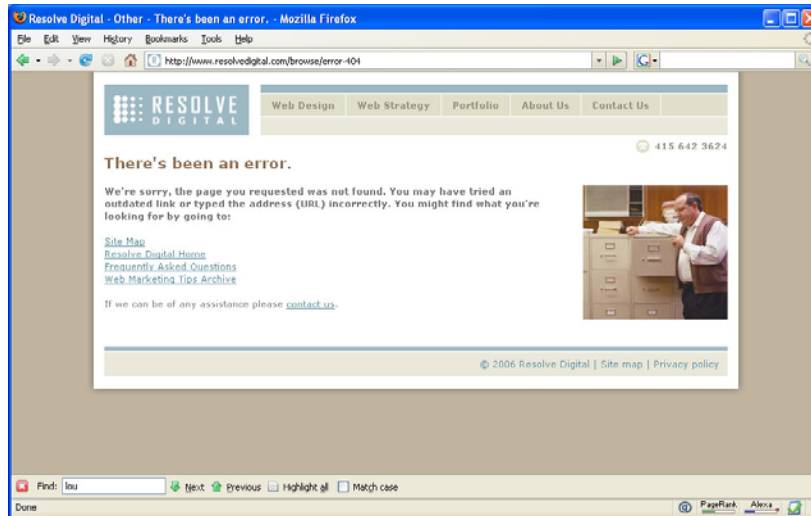 Resolve Digital - Other - There's been an error. - Mozilla Firefox
File Edit View History Bookmarks Tools Help
http://www.resolvedigital.com/browse/error-404
G
RESOLVE
DIGITAL
Web Design Web Strategy Portfolio About Us Contact Us
415 642 3624
There's been an error.
We're sorry, the page you requested was not found. You may have tried an
outdated link or typed the address (URL) incorrectly. You might find what you're
looking for by going to:
Site Map
Resolve Digital Home
Frequently Asked Questions
Web Marketing Tips Archive
If we can be of any assistance please contact us.
© 2006 Resolve Digital | Site map | Privacy policy
Find: lou Next Previous Highlight all Match case
Done @ PageRank Alexa